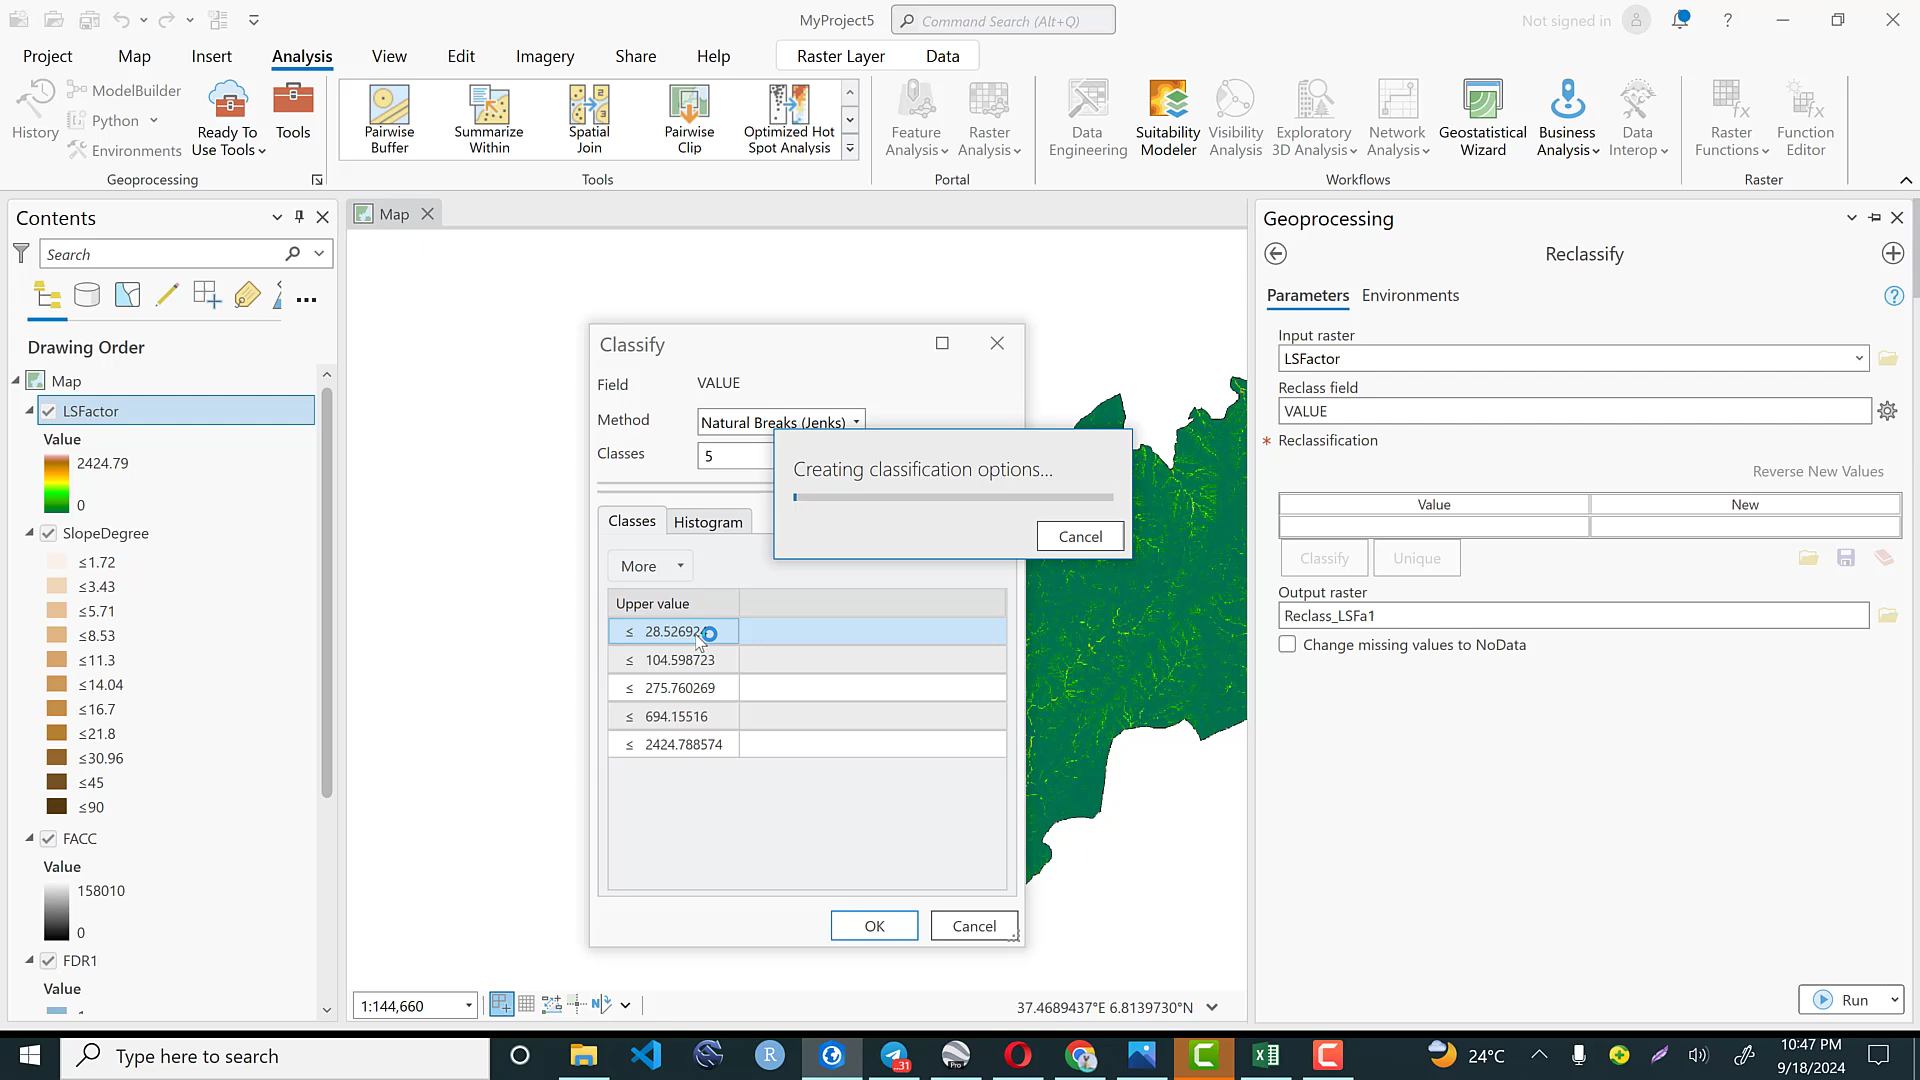 MyProject5
Command Search (Alt+Q)
Not signed in
Project
Map
Insert
Analysis
View
Edit
Imagery
Share
Help
Raster Layer
Data
History
ModelBuilder
Python
Environments
Ready To
Use Tools
Tools
Geoprocessing
Pairwise
Buffer
Summarize
Within
Spatial
Join
Pairwise
Clip
Optimized Hot
Spot Analysis
Tools
Feature
Analysis
Raster
Analysis
Portal
Data
Engineering
Suitability
Modeler
Visibility
Analysis
Exploratory
3D Analysis
Network
Analysis
Geostatistical
Wizard
Business
Analysis
Data
Interop
Workflows
Raster
Functions
Function
Editor
Raster
Contents
Search
Drawing Order
Map
LSFactor
Value
2424.79
0
SlopeDegree
≤1.72
≤3.43
≤5.71
≤8.53
≤11.3
≤14.04
≤16.7
≤21.8
≤30.96
≤45
≤90
FACC
Value
158010
0
FDR1
Value
Map
Classify
Field
VALUE
Method
Natural Breaks (Jenks)
Classes
5
Creating classification options...
Cancel
Classes
Histogram
More
Upper value
≤ 28.526924
≤ 104.598723
≤ 275.760269
≤ 694.15516
≤ 2424.788574
OK
Cancel
1:144,660
37.4689437°E 6.8139730°N
Geoprocessing
Reclassify
Parameters
Environments
Input raster
LSFactor
Reclass field
VALUE
* Reclassification
Reverse New Values
Value
New
Classify
Unique
Output raster
Reclass_LSFa1
Change missing values to NoData
Run
Type here to search
R
..31
Pro
24°C
10:47 PM
9/18/2024